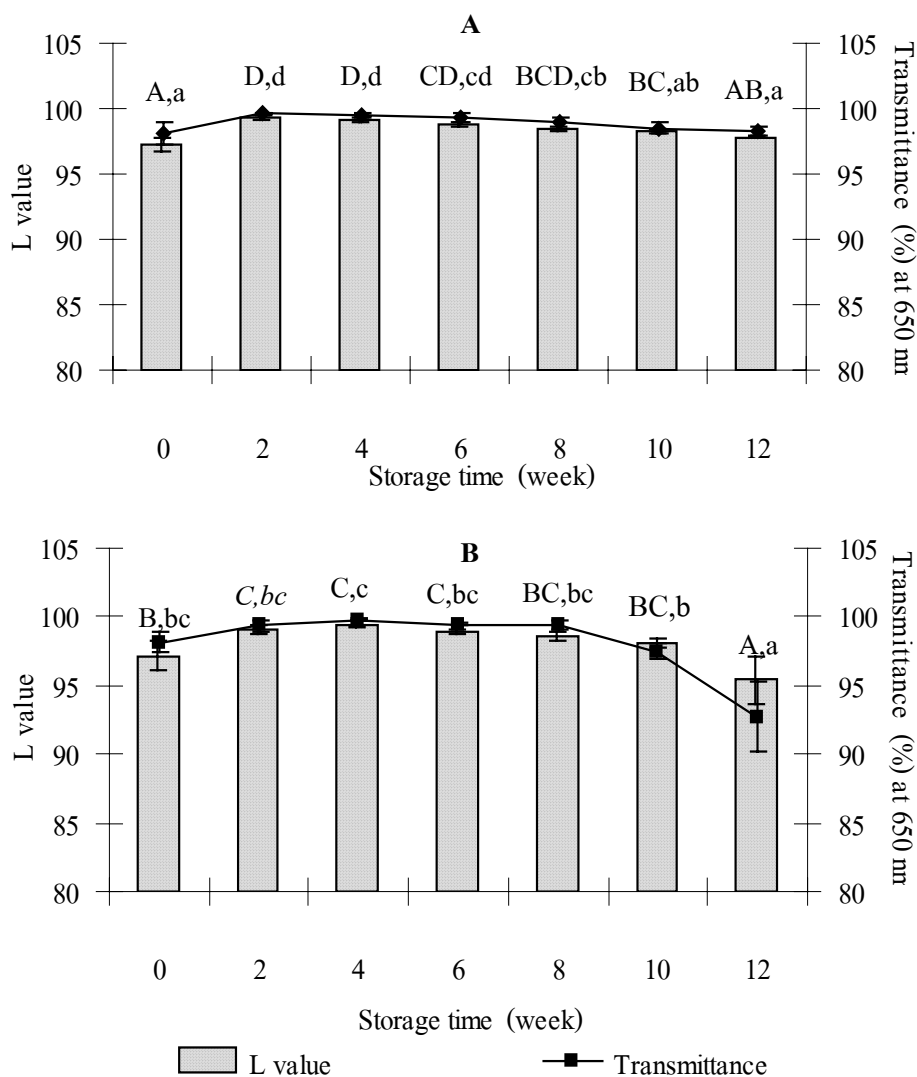 A
105
100
95
90
85
80
L value
A,a
D,d
D,d
CD,cd
BCD,cb
BC,ab
AB,a
105
100
95
90
85
80
Transmittance (%) at 650 nm
0 2 4 6 8 10 12
Storage time (week)
B
105
100
95
90
85
80
L value
B,bc
C,bc
C,c
C,bc
BC,bc
BC,b
A,a
105
100
95
90
85
80
Transmittance (%) at 650 nm
0 2 4 6 8 10 12
Storage time (week)
L value
Transmittance